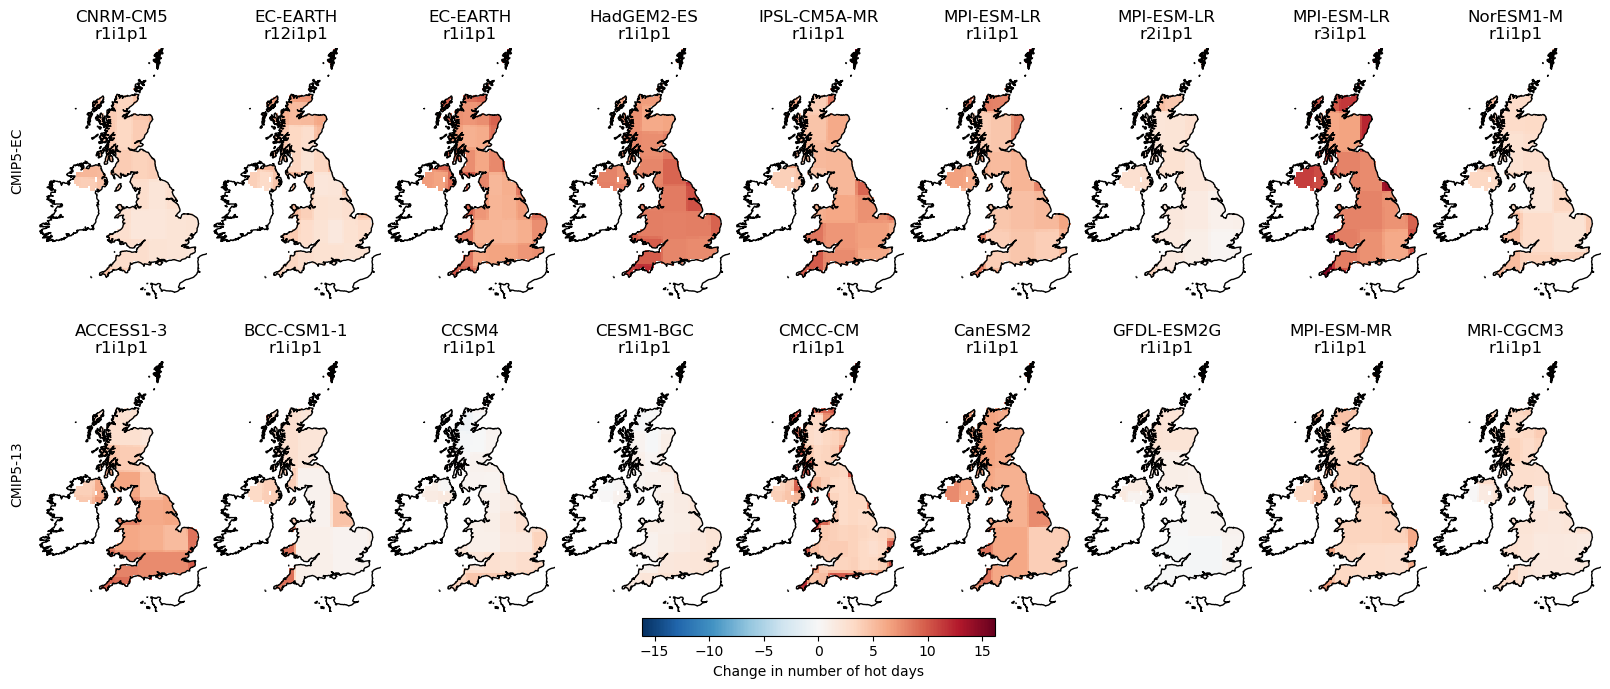 CNRM-CM5
r1i1p1
EC-EARTH
r12i1p1
EC-EARTH
r1i1p1
HadGEM2-ES
r1i1p1
IPSL-CM5A-MR
r1i1p1
MPI-ESM-LR
r1i1p1
MPI-ESM-LR
r2i1p1
MPI-ESM-LR
r3i1p1
NorESM1-M
r1i1p1
CMIP5-EC
ACCESS1-3
r1i1p1
BCC-CSM1-1
r1i1p1
CCSM4
r1i1p1
CESM1-BGC
r1i1p1
CMCC-CM
r1i1p1
CanESM2
r1i1p1
GFDL-ESM2G
r1i1p1
MPI-ESM-MR
r1i1p1
MRI-CGCM3
r1i1p1
CMIP5-13
−15 −10 −5 0 5 10 15
Change in number of hot days